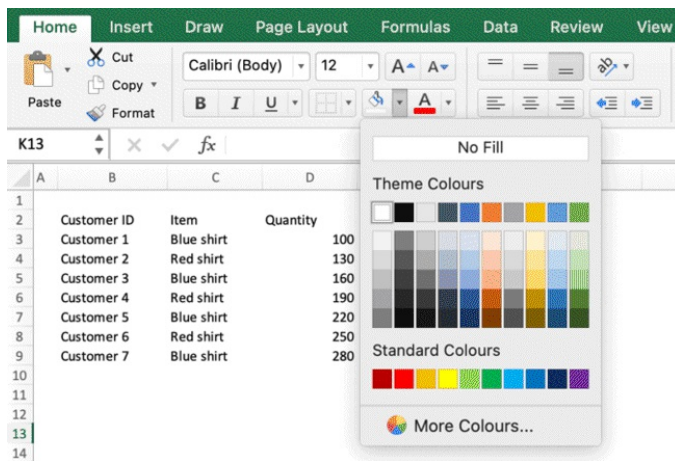 Home Insert Draw Page Layout Formulas Data Review View
Cut
Calibri (Body) 12 A A
Copy
Paste
Format
B I U A
K13 fx
A B C D
1
2 Customer ID Item Quantity
3 Customer 1 Blue shirt 100
4 Customer 2 Red shirt 130
5 Customer 3 Blue shirt 160
6 Customer 4 Red shirt 190
7 Customer 5 Blue shirt 220
8 Customer 6 Red shirt 250
9 Customer 7 Blue shirt 280
10
11
12
13
14
No Fill
Theme Colours
Standard Colours
More Colours...